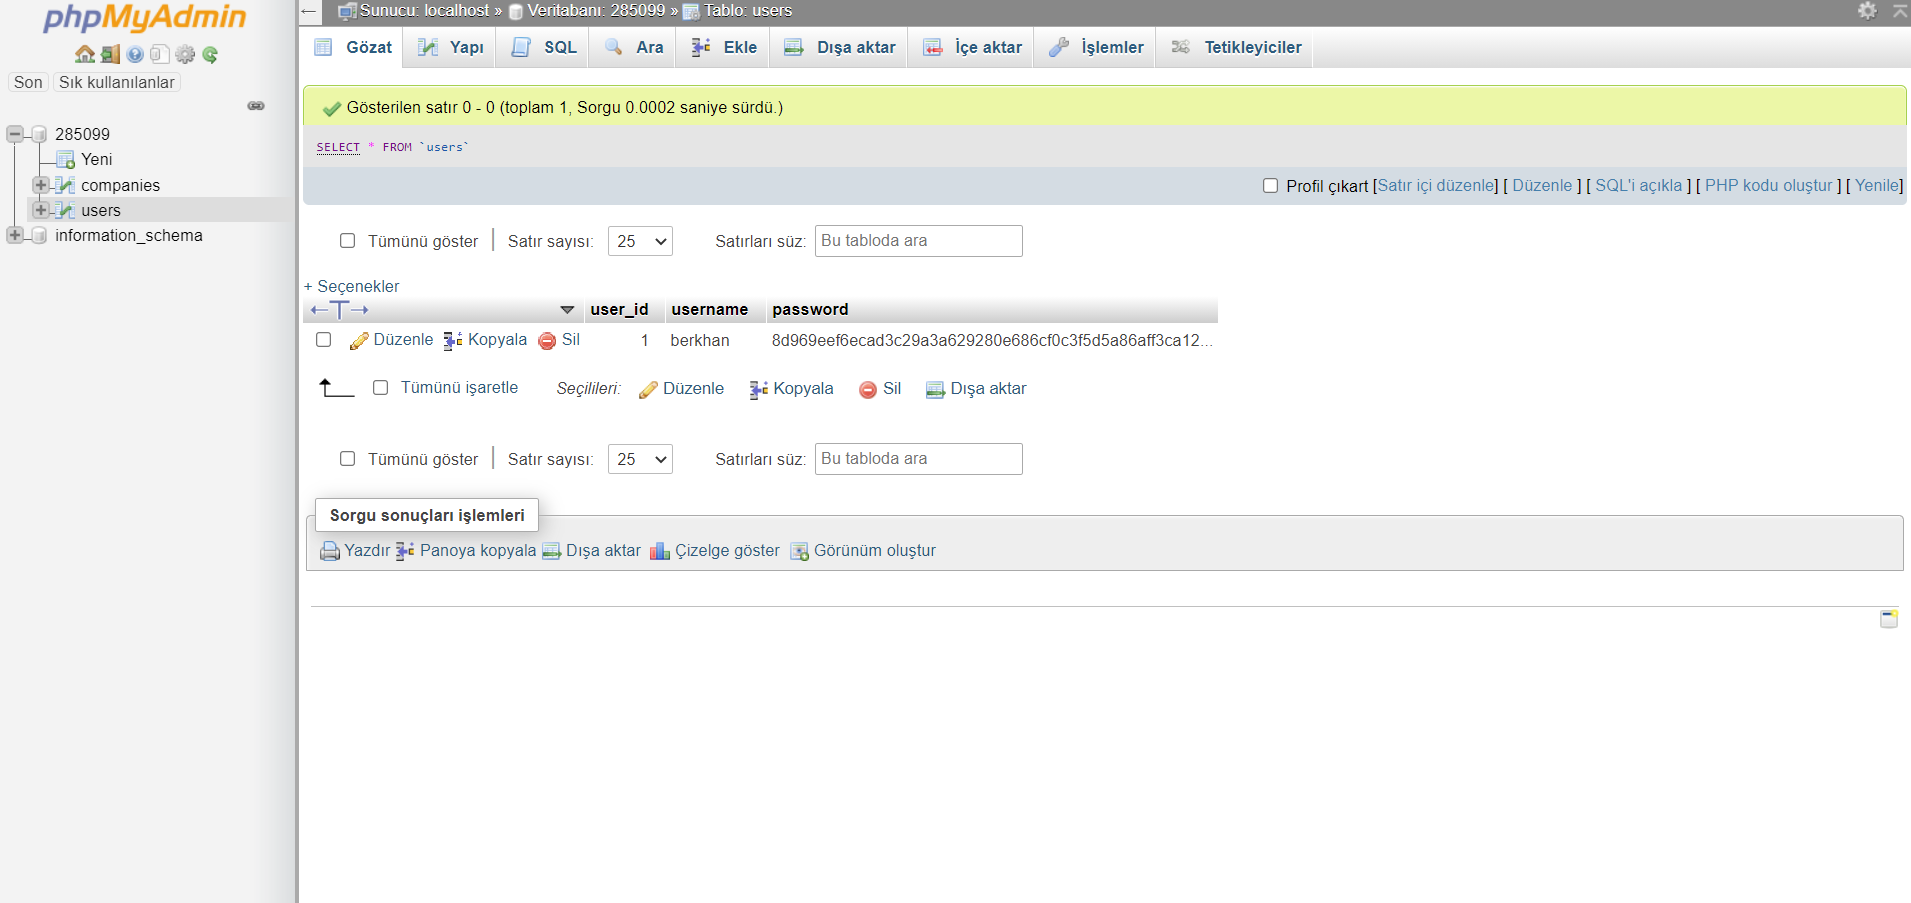 phpMyAdmin
Son Sık kullanılanlar
285099
Yeni
companies
users
information_schema
Sunucu: localhost » Veritabanı: 285099 » Tablo: users
Gözat Yapı SQL Ara Ekle Dışa aktar İçe aktar İşlemler Tetikleyiciler
Gösterilen satır 0 - 0 (toplam 1, Sorgu 0.0002 saniye sürdü.)
SELECT * FROM `users`
Profil çıkart [Satır içi düzenle] [ Düzenle ] [ SQL'i açıkla ] [ PHP kodu oluştur ] [ Yenile]
Tümünü göster Satır sayısı: 25 Satırları süz: Bu tabloda ara
+ Seçenekler
←T→ user_id username password
Düzenle Kopyala Sil 1 berkhan 8d969eef6ecad3c29a3a629280e686cf0c3f5d5a86aff3ca12...
Tümünü işaretle Seçilileri: Düzenle Kopyala Sil Dışa aktar
Tümünü göster Satır sayısı: 25 Satırları süz: Bu tabloda ara
Sorgu sonuçları işlemleri
Yazdır Panoya kopyala Dışa aktar Çizelge göster Görünüm oluştur